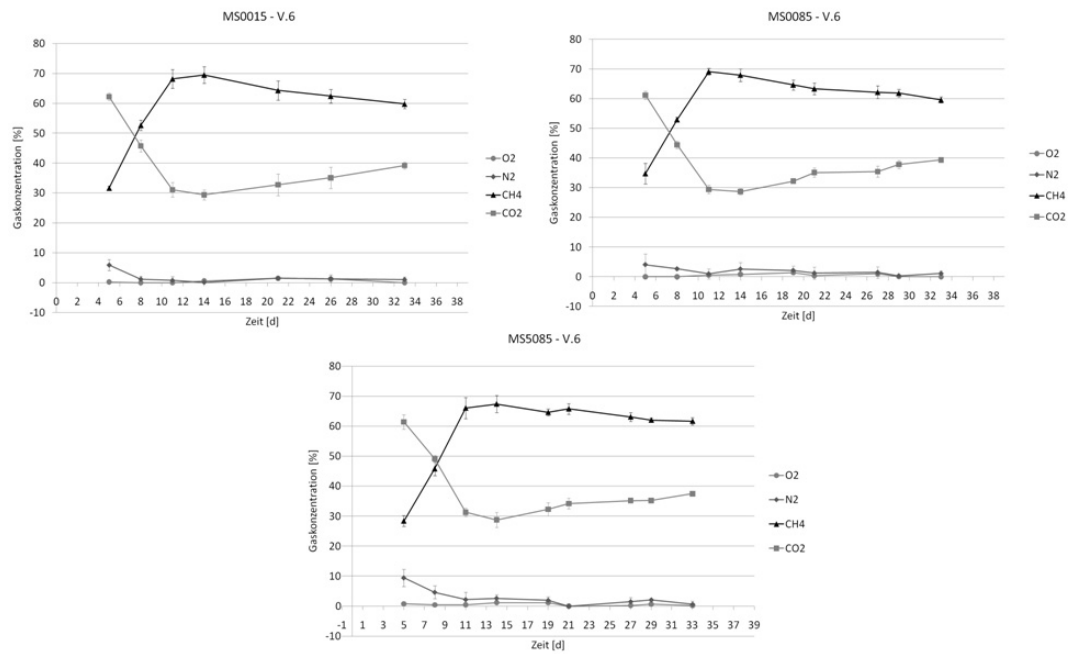 MS0015 - V.6
Gaskonzentration [%]
80
70
60
50
40
30
20
10
0
-10
0 2 4 6 8 10 12 14 16 18 20 22 24 26 28 30 32 34 36 38
Zeit [d]
O2
N2
CH4
CO2
MS0085 - V.6
Gaskonzentration [%]
80
70
60
50
40
30
20
10
0
-10
0 2 4 6 8 10 12 14 16 18 20 22 24 26 28 30 32 34 36 38
Zeit [d]
O2
N2
CH4
CO2
MS5085 - V.6
Gaskonzentration [%]
80
70
60
50
40
30
20
10
0
-10
-1 1 3 5 7 9 11 13 15 17 19 21 23 25 27 29 31 33 35 37 39
Zeit [d]
O2
N2
CH4
CO2